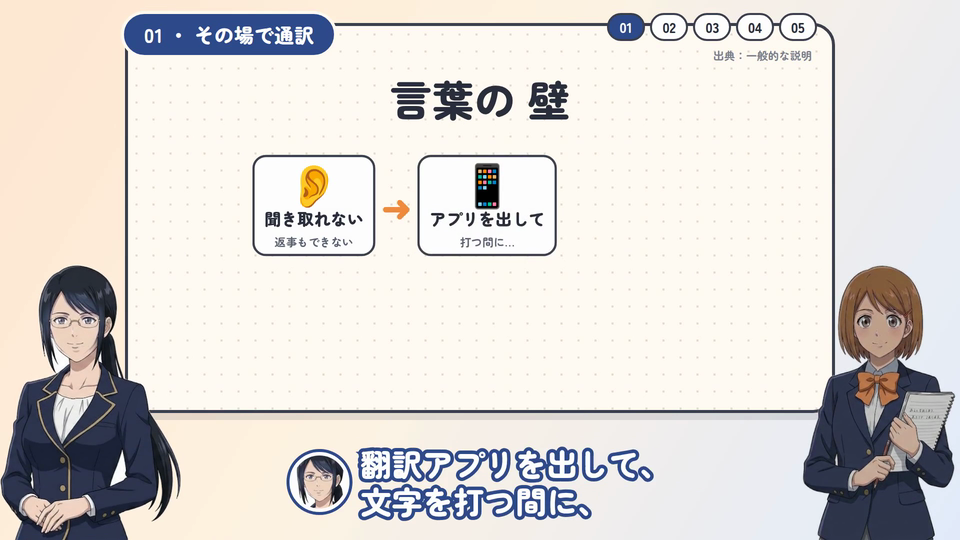 01 ・ その場で通訳
01 02 03 04 05
出典：一般的な説明
言葉の 壁
聞き取れない
返事もできない
アプリを出して
打つ間に…
翻訳アプリを出して、
文字を打つ間に、